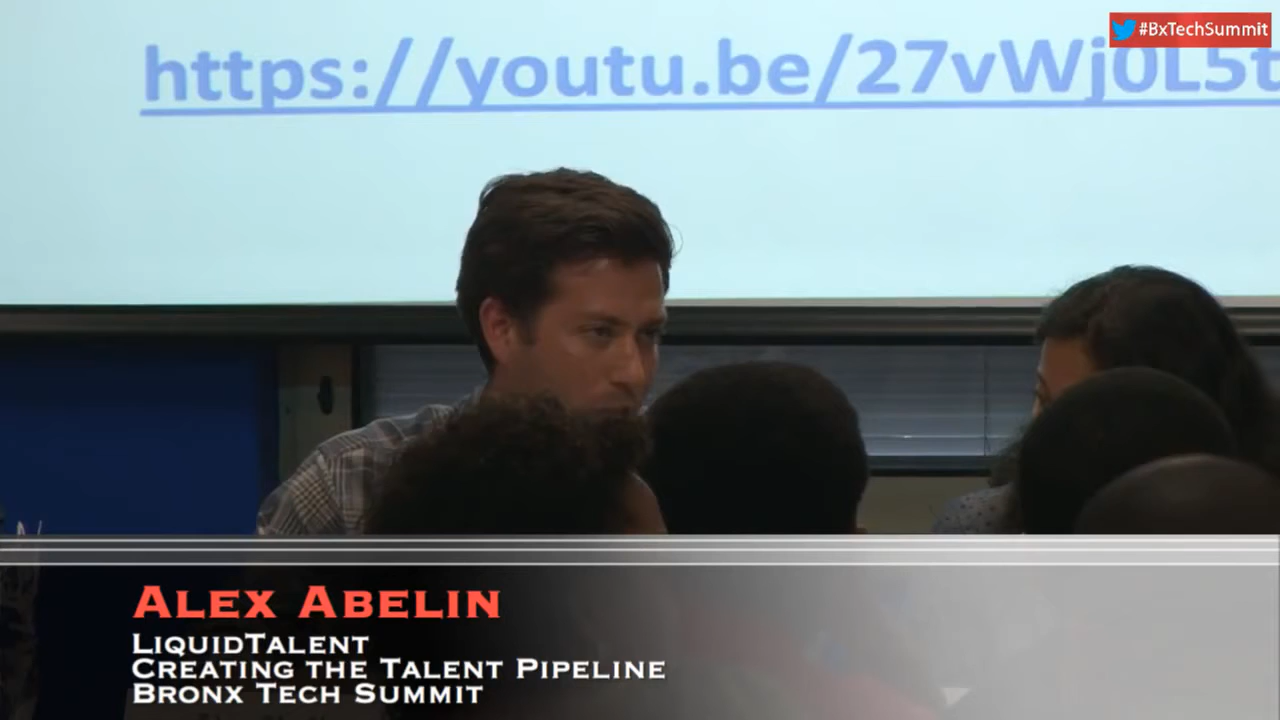 #BxTechSummit
https://youtu.be/27vWj0L5t
ALEX ABELIN
LIQUIDTALENT
CREATING THE TALENT PIPELINE
BRONX TECH SUMMIT